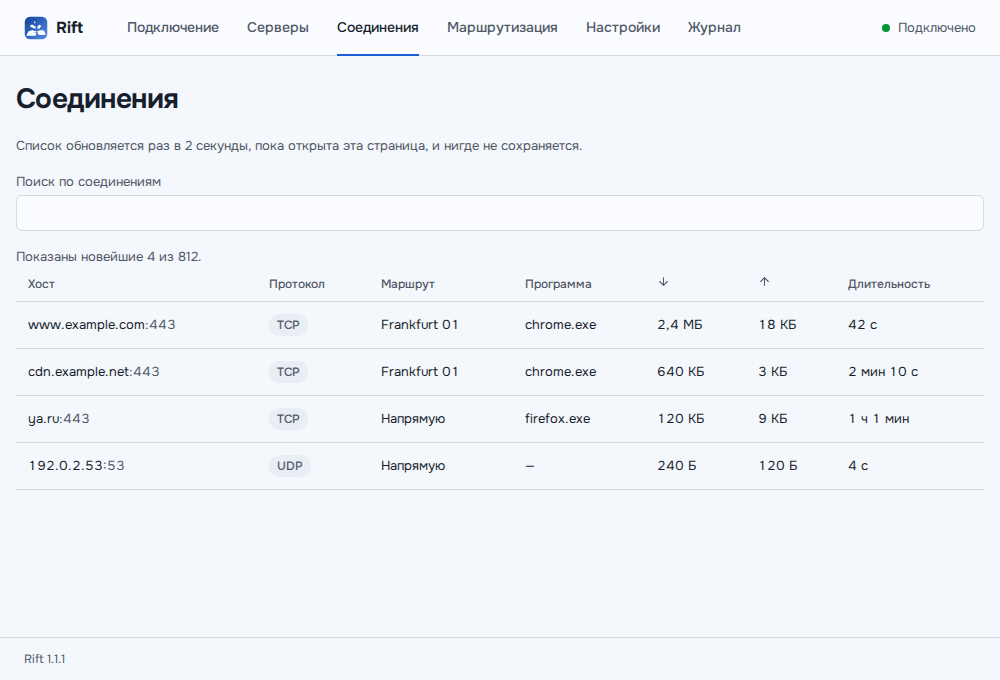 Rift Подключение Серверы Соединения Маршрутизация Настройки Журнал Подключено
Соединения
Список обновляется раз в 2 секунды, пока открыта эта страница, и нигде не сохраняется.
Поиск по соединениям
Показаны новейшие 4 из 812.
Хост Протокол Маршрут Программа ↓ ↑ Длительность
www.example.com:443 TCP Frankfurt 01 chrome.exe 2,4 МБ 18 КБ 42 с
cdn.example.net:443 TCP Frankfurt 01 chrome.exe 640 КБ 3 КБ 2 мин 10 с
ya.ru:443 TCP Напрямую firefox.exe 120 КБ 9 КБ 1 ч 1 мин
192.0.2.53:53 UDP Напрямую — 240 Б 120 Б 4 с
Rift 1.1.1